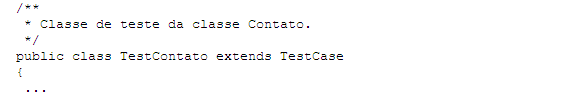 /**
* Classe de teste da classe Contato.
*/
public class TestContato extends TestCase
{
...